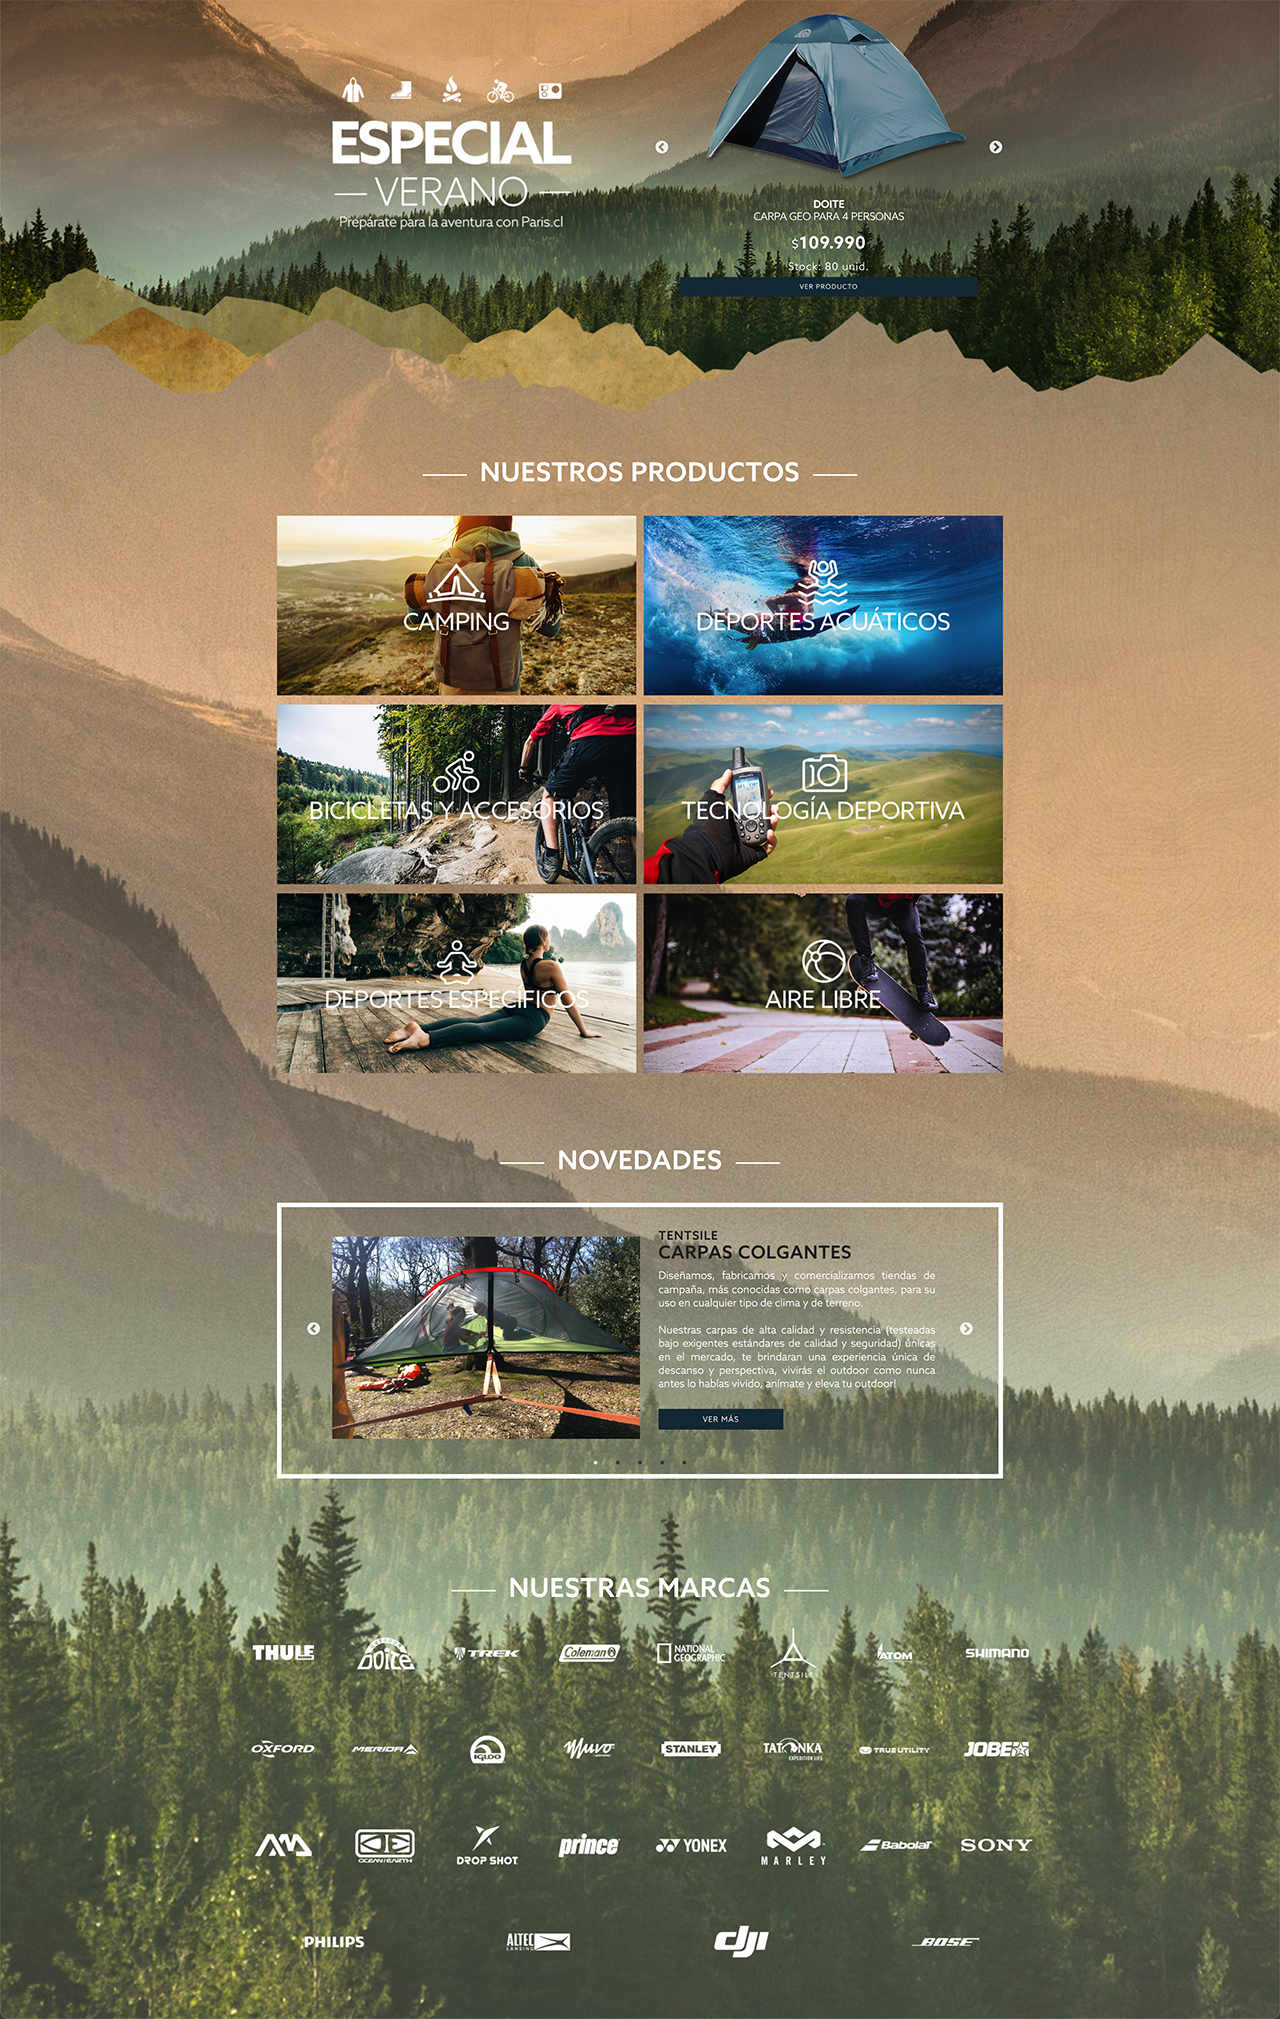 ESPECIAL
VERANO
Prepárate para la aventura con Paris.cl
DOITE
CARPA GEO PARA 4 PERSONAS
$109.990
Stock: 80 unid.
VER PRODUCTO
NUESTROS PRODUCTOS
CAMPING
DEPORTES ACUÁTICOS
BICICLETAS Y ACCESORIOS
TECNOLOGÍA DEPORTIVA
DEPORTES ESPECÍFICOS
AIRE LIBRE
NOVEDADES
TENTSILE
CARPAS COLGANTES
Diseñamos, fabricamos y comercializamos tiendas de
campaña, más conocidas como carpas colgantes, para su
uso en cualquier tipo de clima y de terreno.
Nuestras carpas de alta calidad y resistencia (testeadas
bajo exigentes estándares de calidad y seguridad) únicas
en el mercado, te brindaran una experiencia única de
descanso y perspectiva, vivirás el outdoor como nunca
antes lo habías vivido, anímate y eleva tu outdoor!
VER MÁS
NUESTRAS MARCAS
THULE
Doite
TREK
Coleman
NATIONAL
GEOGRAPHIC
TENTSILE
ATOM
SHIMANO
OXFORD
MERIDA
IGLOO
Muvo
STANLEY
TATONKA
EXPEDITION LIFE
TRUE UTILITY
JOBE
OCEAN/EARTH
DROP SHOT
prince
YONEX
MARLEY
Babolat
SONY
PHILIPS
ALTEC
LANSING
dji
BOSE